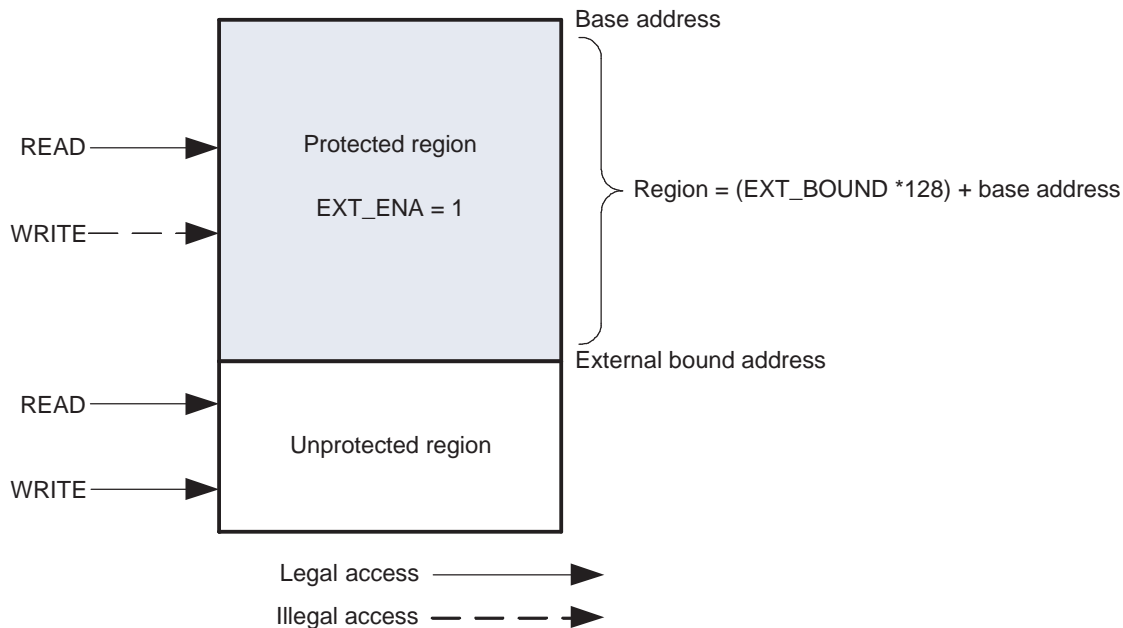 Base address
READ
Protected region
EXT_ENA = 1
Region = (EXT_BOUND *128) + base address
WRITE
External bound address
READ
Unprotected region
WRITE
Legal access
Illegal access